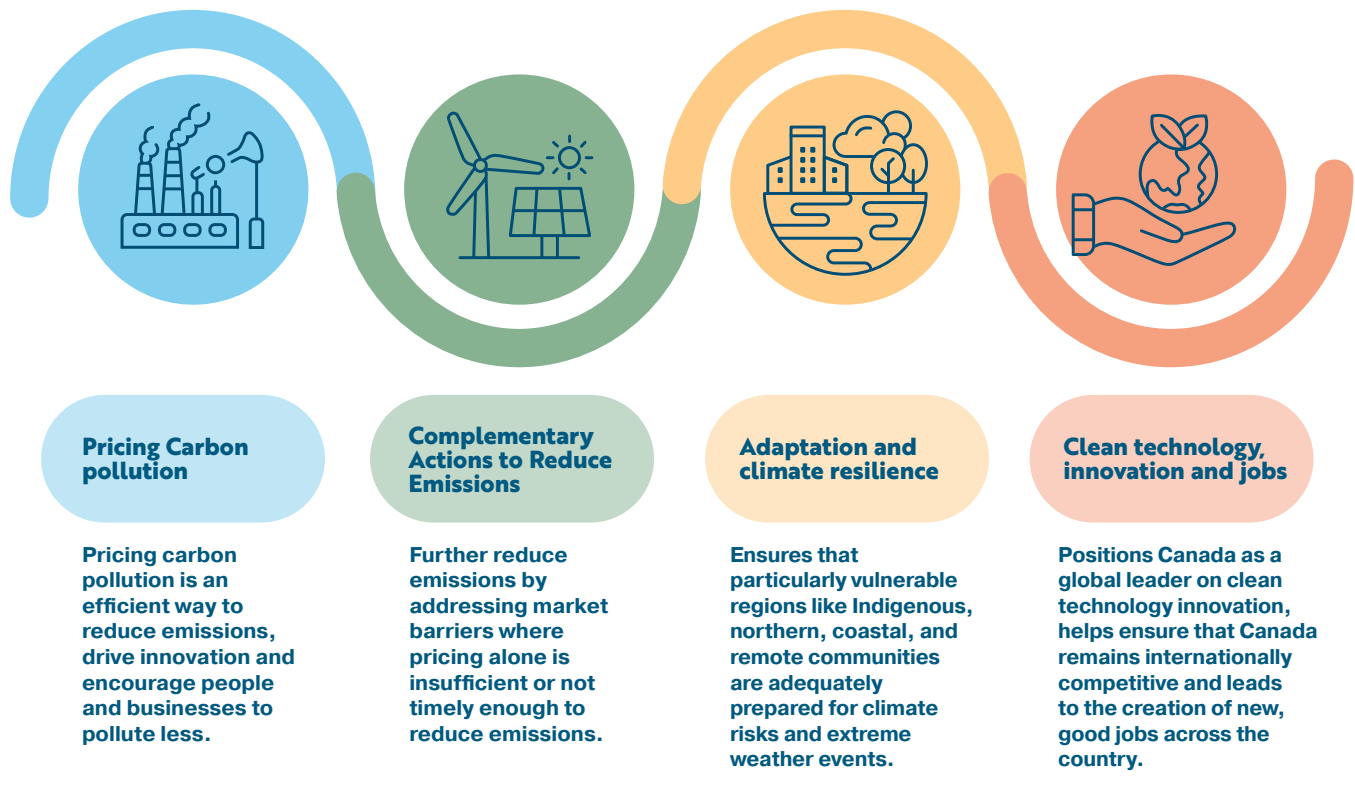 Pricing Carbon
pollution
Pricing carbon
pollution is an
efficient way to
reduce emissions,
drive innovation and
encourage people
and businesses to
pollute less.
Complementary
Actions to Reduce
Emissions
Further reduce
emissions by
addressing market
barriers where
pricing alone is
insufficient or not
timely enough to
reduce emissions.
Adaptation and
climate resilience
Ensures that
particularly vulnerable
regions like Indigenous,
northern, coastal, and
remote communities
are adequately
prepared for climate
risks and extreme
weather events.
Clean technology,
innovation and jobs
Positions Canada as a
global leader on clean
technology innovation,
helps ensure that Canada
remains internationally
competitive and leads
to the creation of new,
good jobs across the
country.